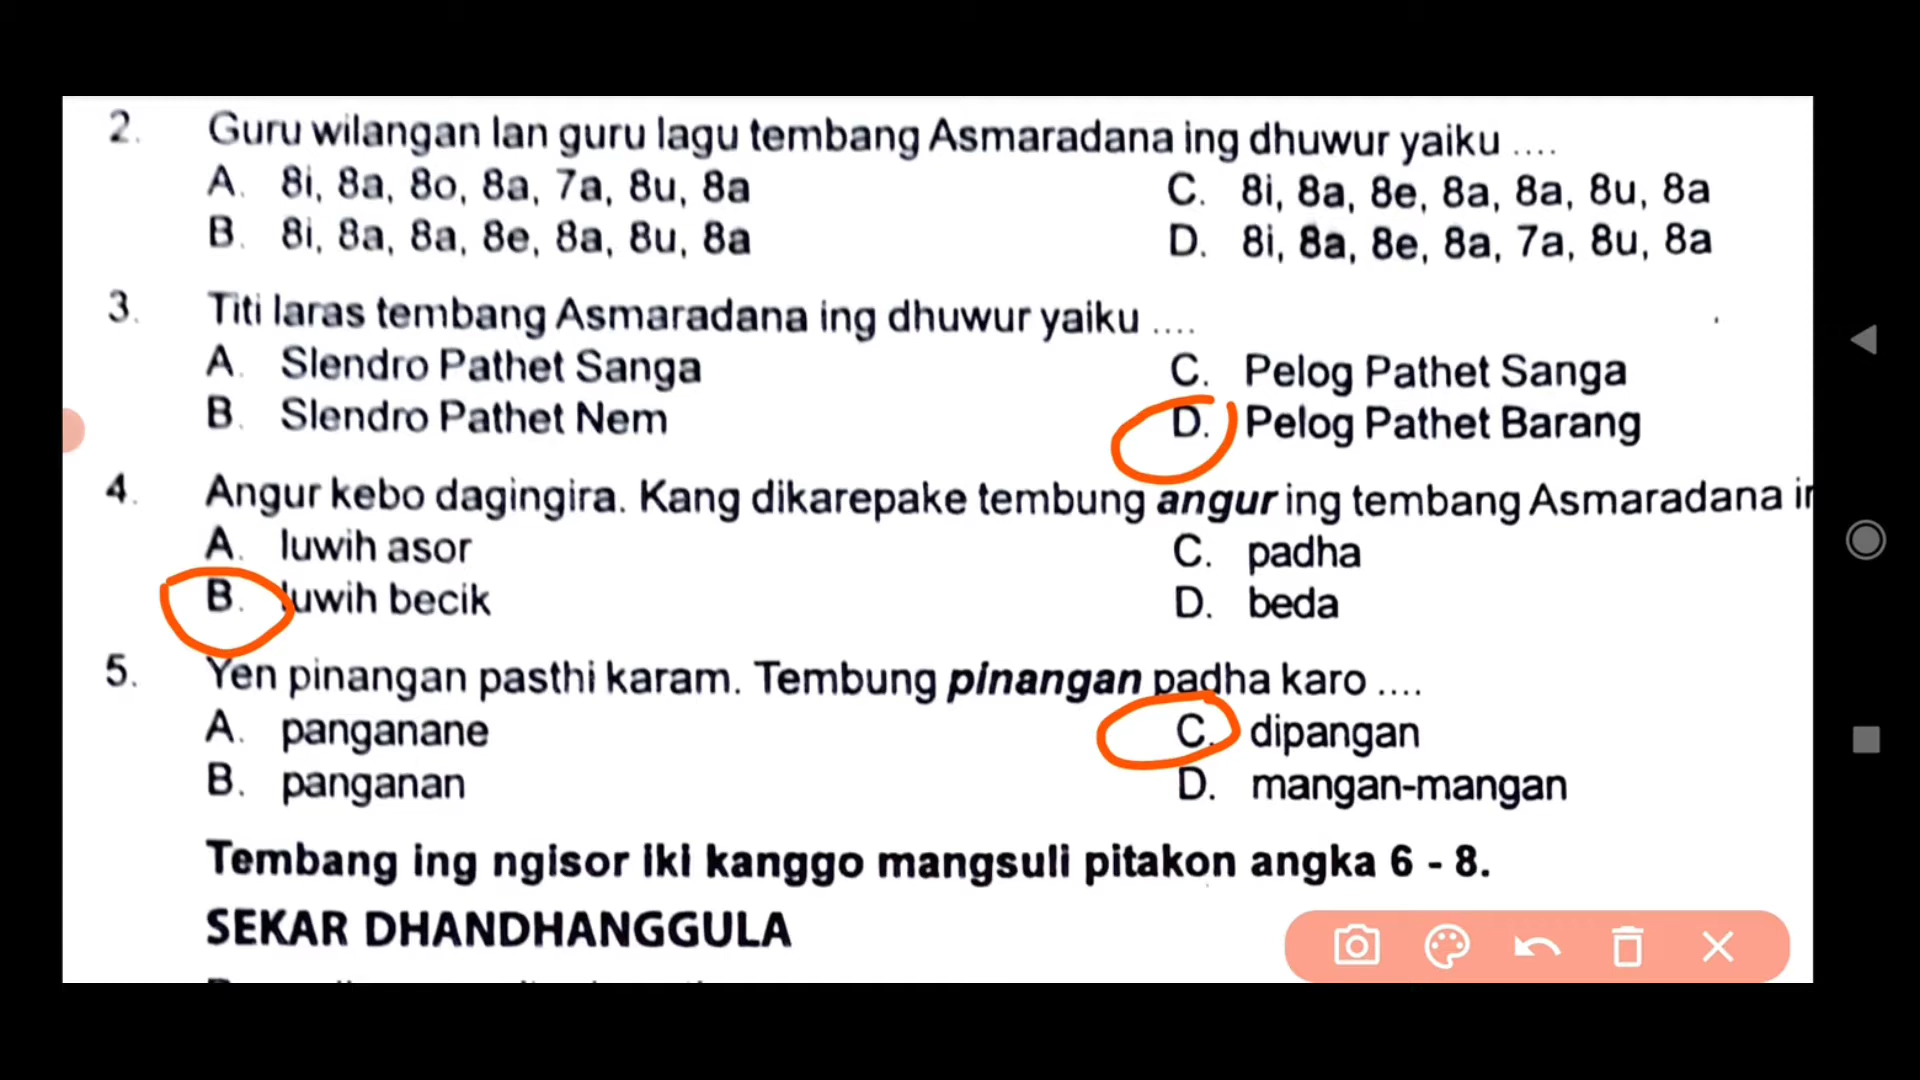 2. Guru wilangan lan guru lagu tembang Asmaradana ing dhuwur yaiku ....
A. 8i, 8a, 8o, 8a, 7a, 8u, 8a
C. 8i, 8a, 8e, 8a, 8a, 8u, 8a
B. 8i, 8a, 8a, 8e, 8a, 8u, 8a
D. 8i, 8a, 8e, 8a, 7a, 8u, 8a
3. Titi laras tembang Asmaradana ing dhuwur yaiku ....
A. Slendro Pathet Sanga
C. Pelog Pathet Sanga
B. Slendro Pathet Nem
D. Pelog Pathet Barang
4. Angur kebo dagingira. Kang dikarepake tembung angur ing tembang Asmaradana
A. luwih asor
C. padha
B. luwih becik
D. beda
5. Yen pinangan pasthi karam. Tembung pinangan padha karo ....
A. panganane
C. dipangan
B. panganan
D. mangan-mangan
Tembang ing ngisor iki kanggo mangsuli pitakon angka 6 - 8.
SEKAR DHANDHANGGULA